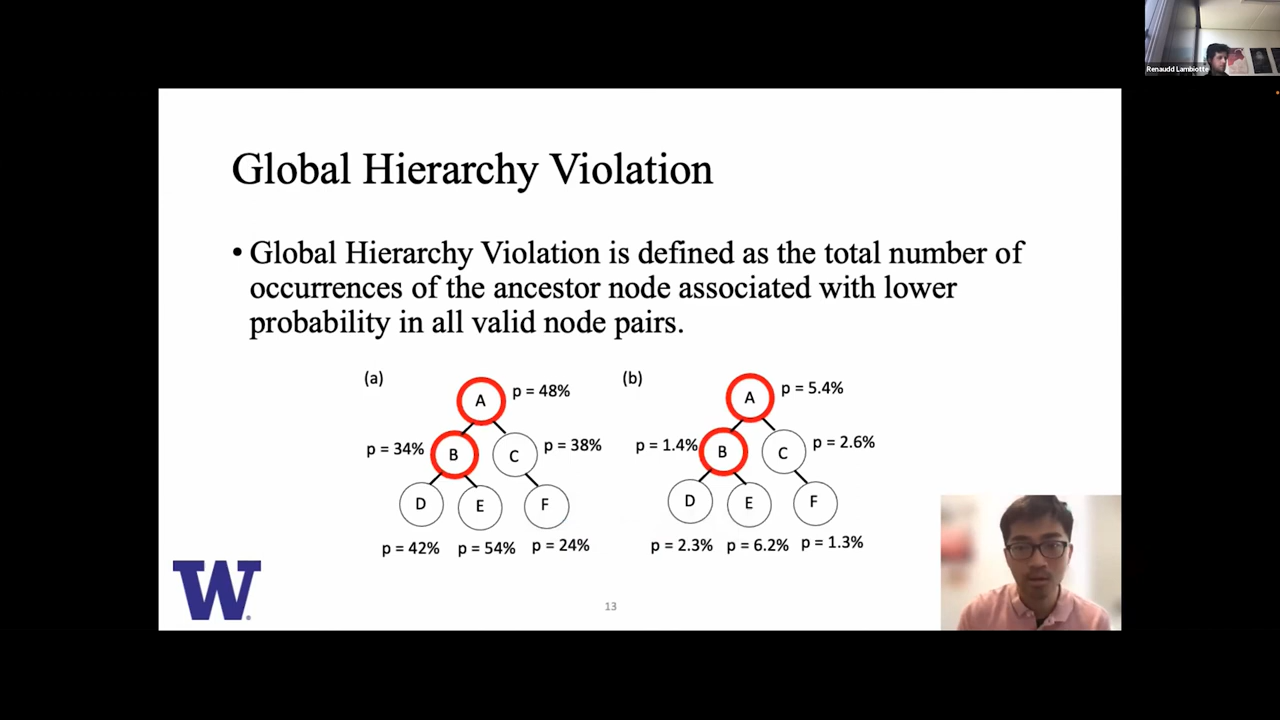 Renaudd Lambiotte
Global Hierarchy Violation
• Global Hierarchy Violation is defined as the total number of
occurrences of the ancestor node associated with lower
probability in all valid node pairs.
(a)
A
p = 48%
p = 34%
B
C
p = 38%
D
E
F
p = 42%
p = 54%
p = 24%
(b)
A
p = 5.4%
p = 1.4%
B
C
p = 2.6%
D
E
F
p = 2.3%
p = 6.2%
p = 1.3%
W
13